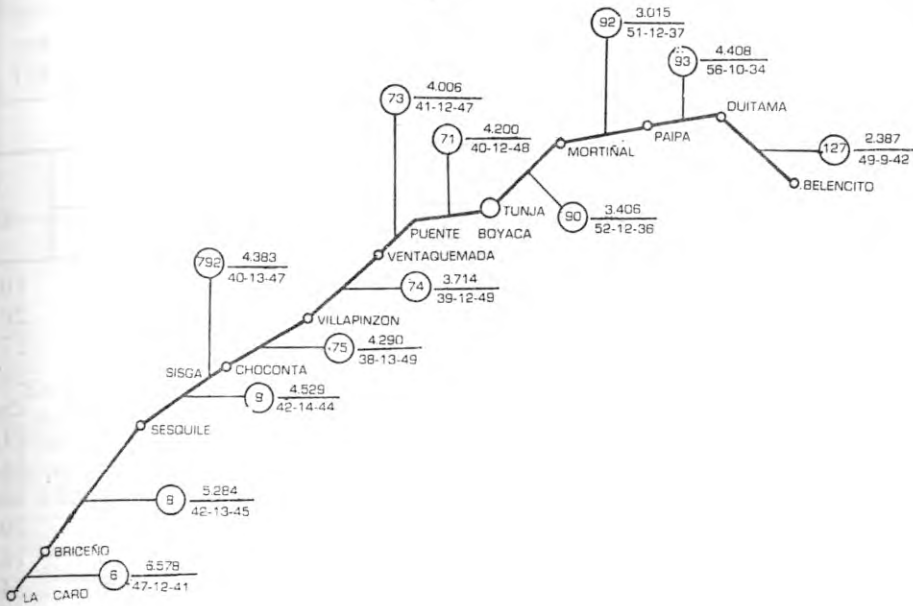 92 3.015
51-12-37
93 4.408
56-10-34
73 4.006
41-12-47
DUITAMA
71 4.200
40-12-48
PAIPA
MORTIÑAL
127 2.387
49-9-42
BELENCITO
TUNJA
90 3.406
52-12-36
PUENTE BOYACA
VENTAQUEMADA
792 4.383
40-13-47
74 3.714
39-12-49
VILLAPINZON
75 4.290
38-13-49
SISGA
CHOCONTA
9 4.529
42-14-44
SESQUILE
8 5.284
42-13-45
BRICEÑO
6 6.578
47-12-41
LA CARO